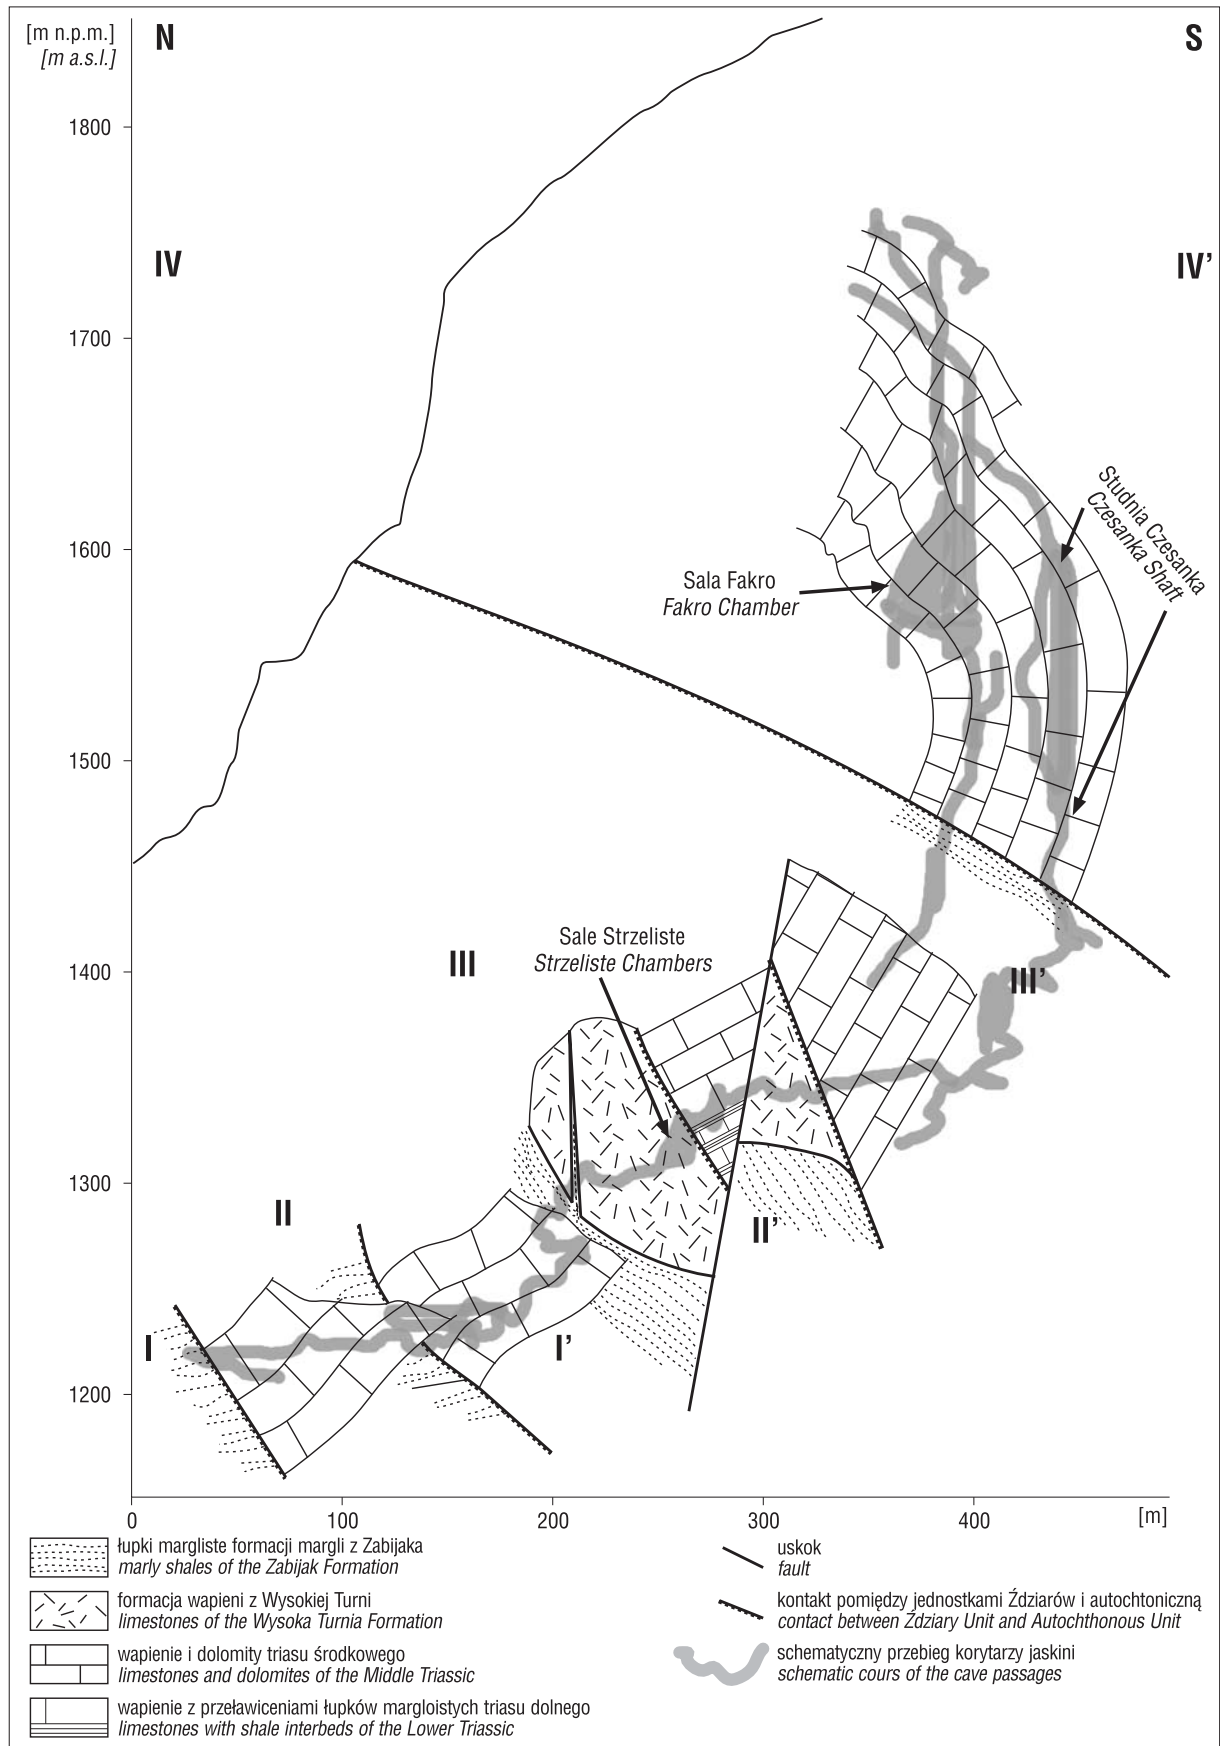 [m n.p.m.]
[m a.s.l.]
N
S
1800
IV
IV’
1700
Studnia Czesanka
Czesanka Shaft
1600
Sala Fakro
Fakro Chamber
1500
Sale Strzeliste
Strzeliste Chambers
III
III’
1400
1300
II
II’
I
I’
1200
0
100
200
200
400
[m]
łupki margliste formacji margli z Zabijaka
marly shales of the Zabijak Formation
formacja wapieni z Wysokiej Turni
limestones of the Wysoka Turnia Formation
wapienie i dolomity triasu środkowego
limestones and dolomites of the Middle Triassic
wapienie z przeławiceniami łupków margloistych triasu dolnego
limestones with shale interbeds of the Lower Triassic
uskok
fault
kontakt pomiędzy jednostkami Ździarów i autochtoniczną
contact between Zdziary Unit and Autochthonous Unit
schematyczny przebieg korytarzy jaskini
schematic cours of the cave passages